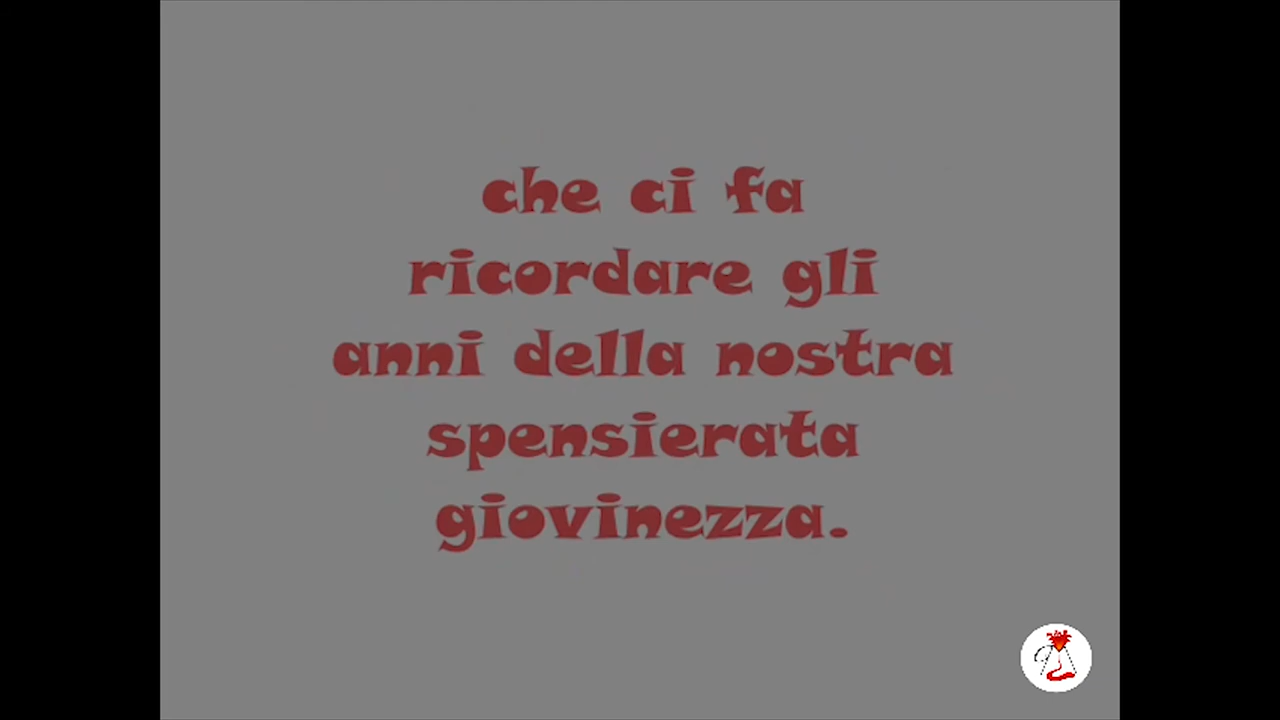 che ci fa
ricordare gli
anni della nostra
spensierata
giovinezza.